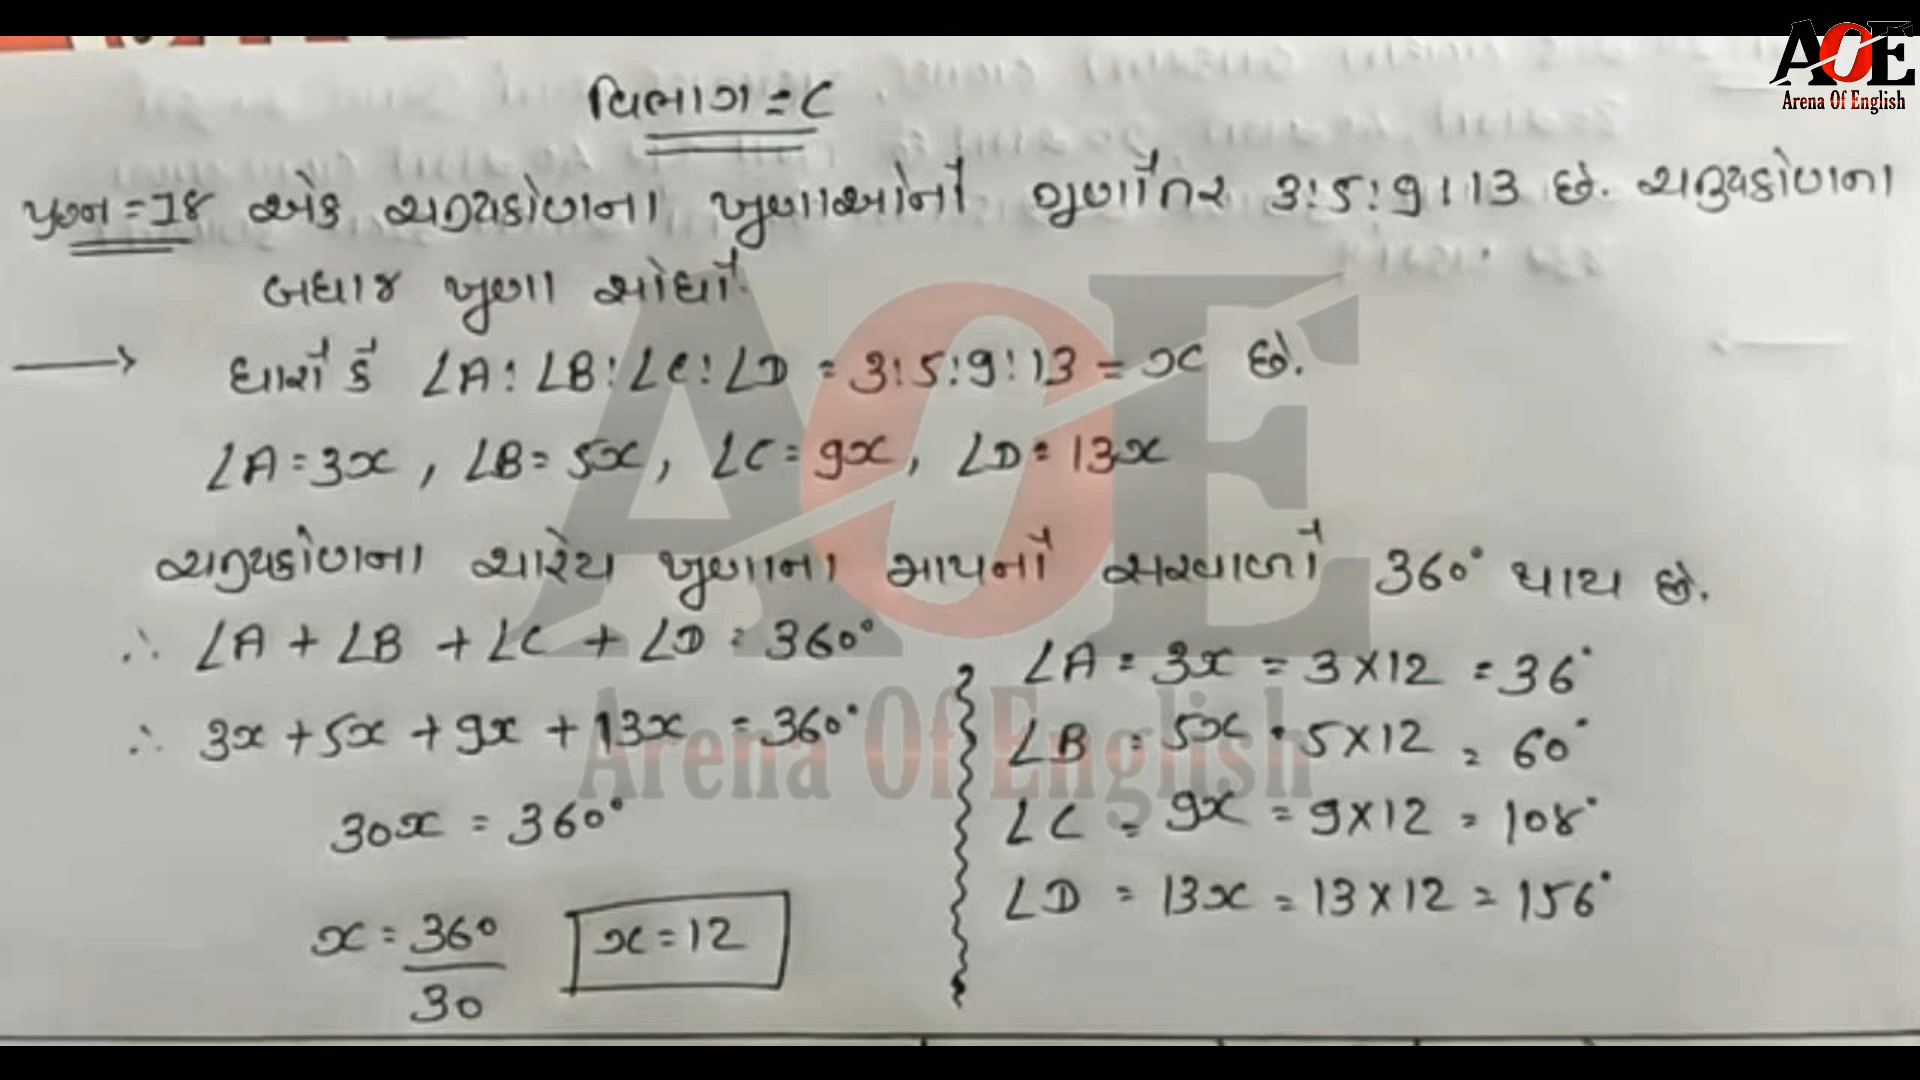 AOE
Arena Of English
વિભાગ = C
પ્રશ્ન = 38 એક ચતુષ્કોણના ખૂણાઓનો ગુણોત્તર 3:5:9:13 છે. ચતુષ્કોણના
બધાજ ખૂણા શોધો.
→ ધારો કે ∠A : ∠B : ∠C : ∠D = 3:5:9:13 = x છે.
∠A = 3x , ∠B = 5x , ∠C = 9x , ∠D = 13x
ચતુષ્કોણના ચારેય ખૂણાના માપનો સરવાળો 360° થાય છે.
∴ ∠A + ∠B + ∠C + ∠D = 360°
∴ 3x + 5x + 9x + 13x = 360°
30x = 360°
x = 360/30 x = 12
∠A = 3x = 3 X 12 = 36°
∠B = 5x = 5 X 12 = 60°
∠C = 9x = 9 X 12 = 108°
∠D = 13x = 13 X 12 = 156°
AOE
Arena Of English